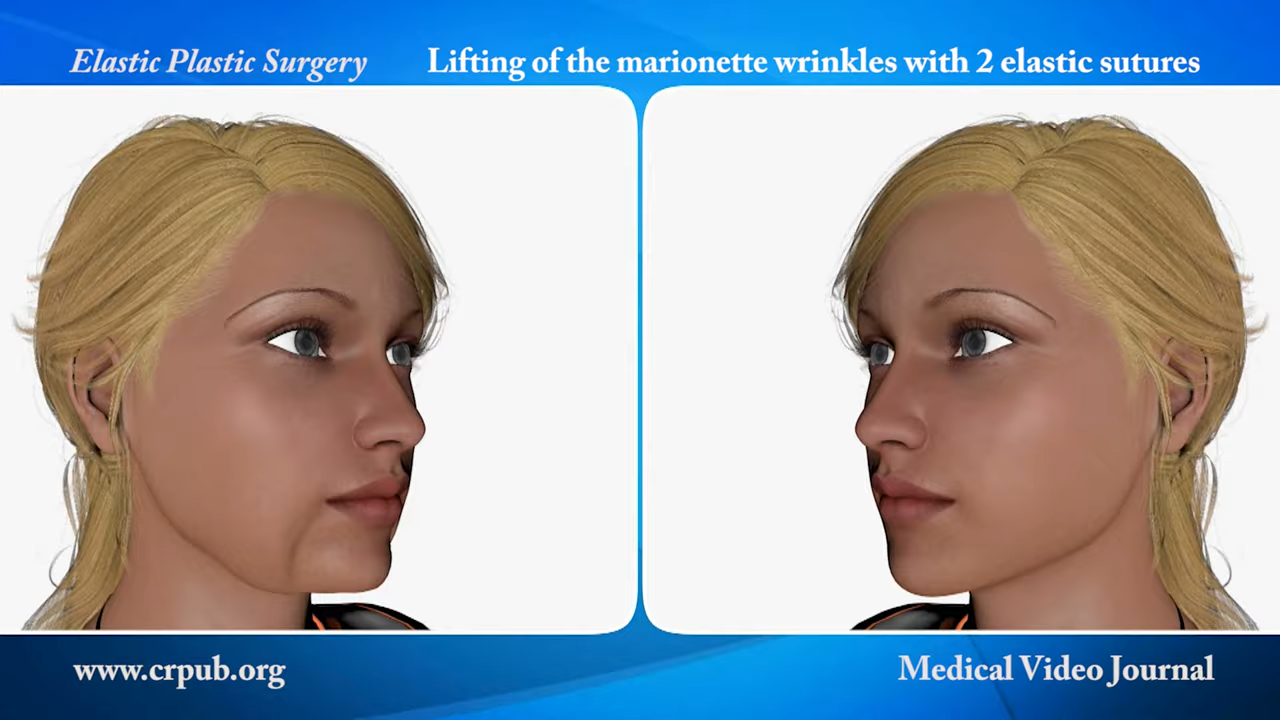 Elastic Plastic Surgery
Lifting of the marionette wrinkles with 2 elastic sutures
www.crpub.org
Medical Video Journal